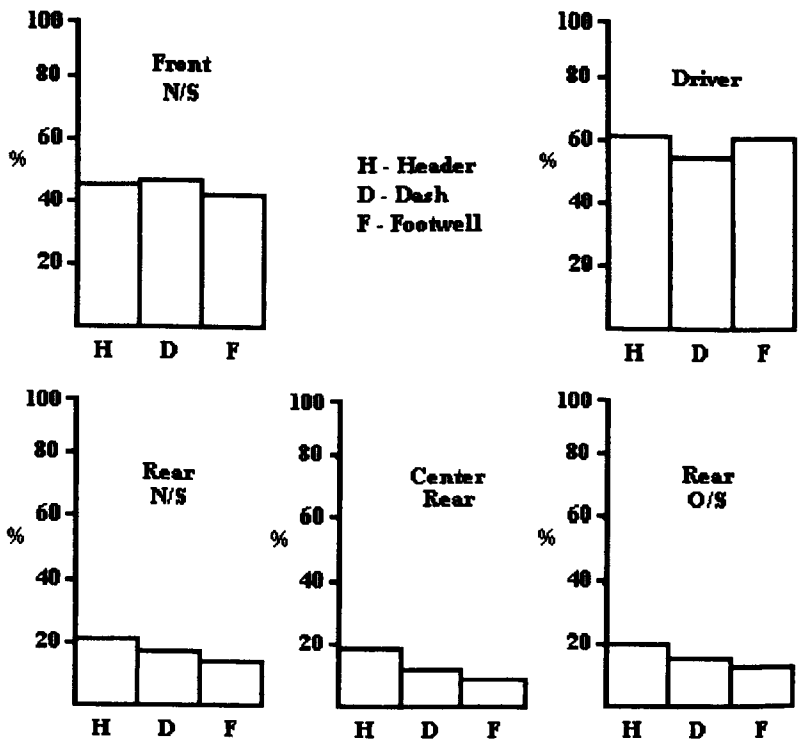 100
80
60
40
20
%
Front
N/S
H D F
H - Header
D - Dash
F - Footwell
100
80
60
40
20
%
Driver
H D F
100
80
60
40
20
%
Rear
N/S
H D F
100
80
60
40
20
%
Center
Rear
H D F
100
80
60
40
20
%
Rear
O/S
H D F